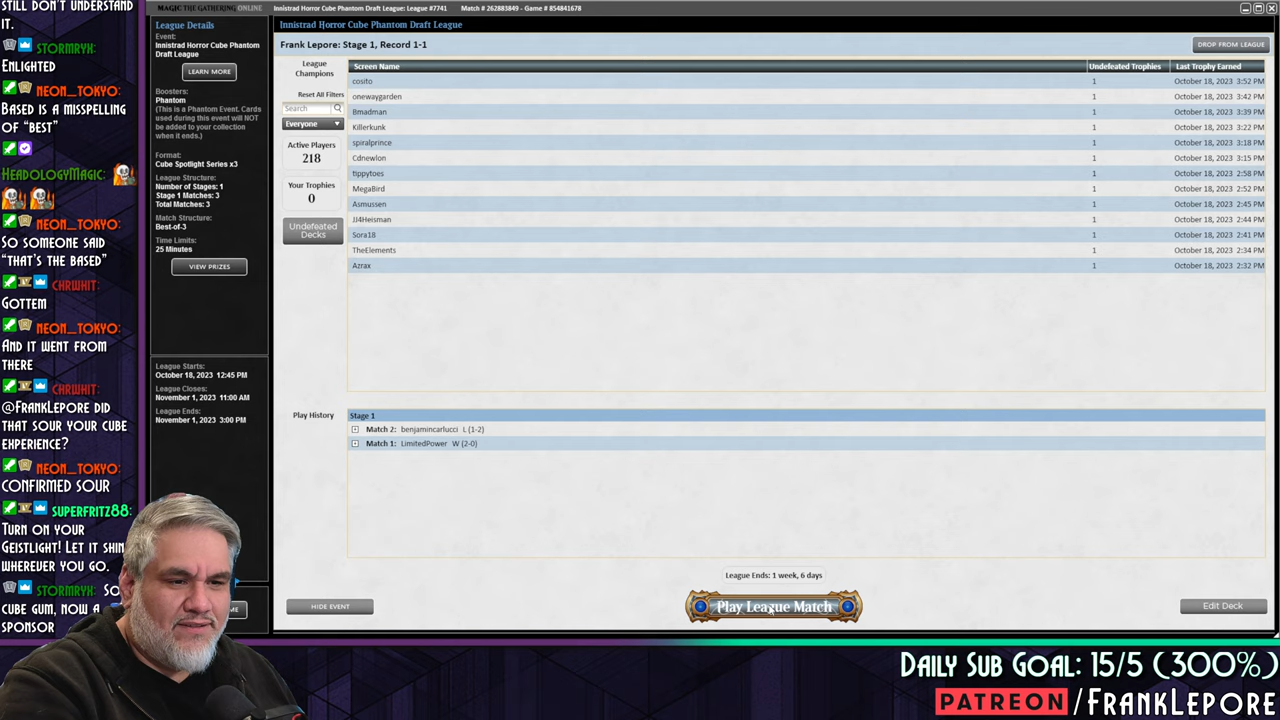 STILL DON'T UNDERSTAND
IT.
STORMRYK:
ENLIGHTED
NEON_TOKYO:
BASED IS A MISSPELLING
OF "BEST"
HEADOLOGYMAGIC:
NEON_TOKYO:
SO SOMEONE SAID
"THAT'S THE BASED"
CHRWHIT:
GOTTEM
NEON_TOKYO:
AND IT WENT FROM
THERE
CHRWHIT:
@FRANKLEPORE DID
THAT SOUR YOUR CUBE
EXPERIENCE?
NEON_TOKYO:
CONFIRMED SOUR
SUPERFRITZ88:
TURN ON YOUR
GEISTLIGHT! LET IT SHIN
WHEREVER YOU GO.
STORMRYK: SO
CUBE GUM, NOW A
SPONSOR
MAGIC: THE GATHERING ONLINE
Innistrad Horror Cube Phantom Draft League: League #7741 Match # 262883849 - Game # 854841678
League Details
Event:
Innistrad Horror Cube Phantom
Draft League
LEARN MORE
Boosters:
Phantom
(This is a Phantom Event. Cards
used during this event will NOT
be added to your collection
when it ends.)
Format:
Cube Spotlight Series x3
League Structure:
Number of Stages: 1
Stage 1 Matches: 3
Total Matches: 3
Match Structure:
Best-of-3
Time Limits:
25 Minutes
VIEW PRIZES
League Starts:
October 18, 2023 12:45 PM
League Closes:
November 1, 2023 11:00 AM
League Ends:
November 1, 2023 3:00 PM
Innistrad Horror Cube Phantom Draft League
Frank Lepore: Stage 1, Record 1-1
DROP FROM LEAGUE
League
Champions
Reset All Filters
Search
Everyone
Active Players
218
Your Trophies
0
Undefeated
Decks
Screen Name Undefeated Trophies Last Trophy Earned
cosito 1 October 18, 2023 3:52 PM
onewaygarden 1 October 18, 2023 3:42 PM
Bmadman 1 October 18, 2023 3:39 PM
Killerkunk 1 October 18, 2023 3:22 PM
spiralprince 1 October 18, 2023 3:18 PM
Cdnewlon 1 October 18, 2023 3:15 PM
tippytoes 1 October 18, 2023 2:58 PM
MegaBird 1 October 18, 2023 2:52 PM
Asmussen 1 October 18, 2023 2:45 PM
JJ4Heisman 1 October 18, 2023 2:44 PM
Sora18 1 October 18, 2023 2:41 PM
TheElements 1 October 18, 2023 2:34 PM
Azrax 1 October 18, 2023 2:32 PM
Play History
Stage 1
Match 2: benjamincarlucci L (1-2)
Match 1: LimitedPower W (2-0)
League Ends: 1 week, 6 days
HIDE EVENT
Play League Match
Edit Deck
DAILY SUB GOAL: 15/5 (300%)
PATREON/FRANKLEPORE